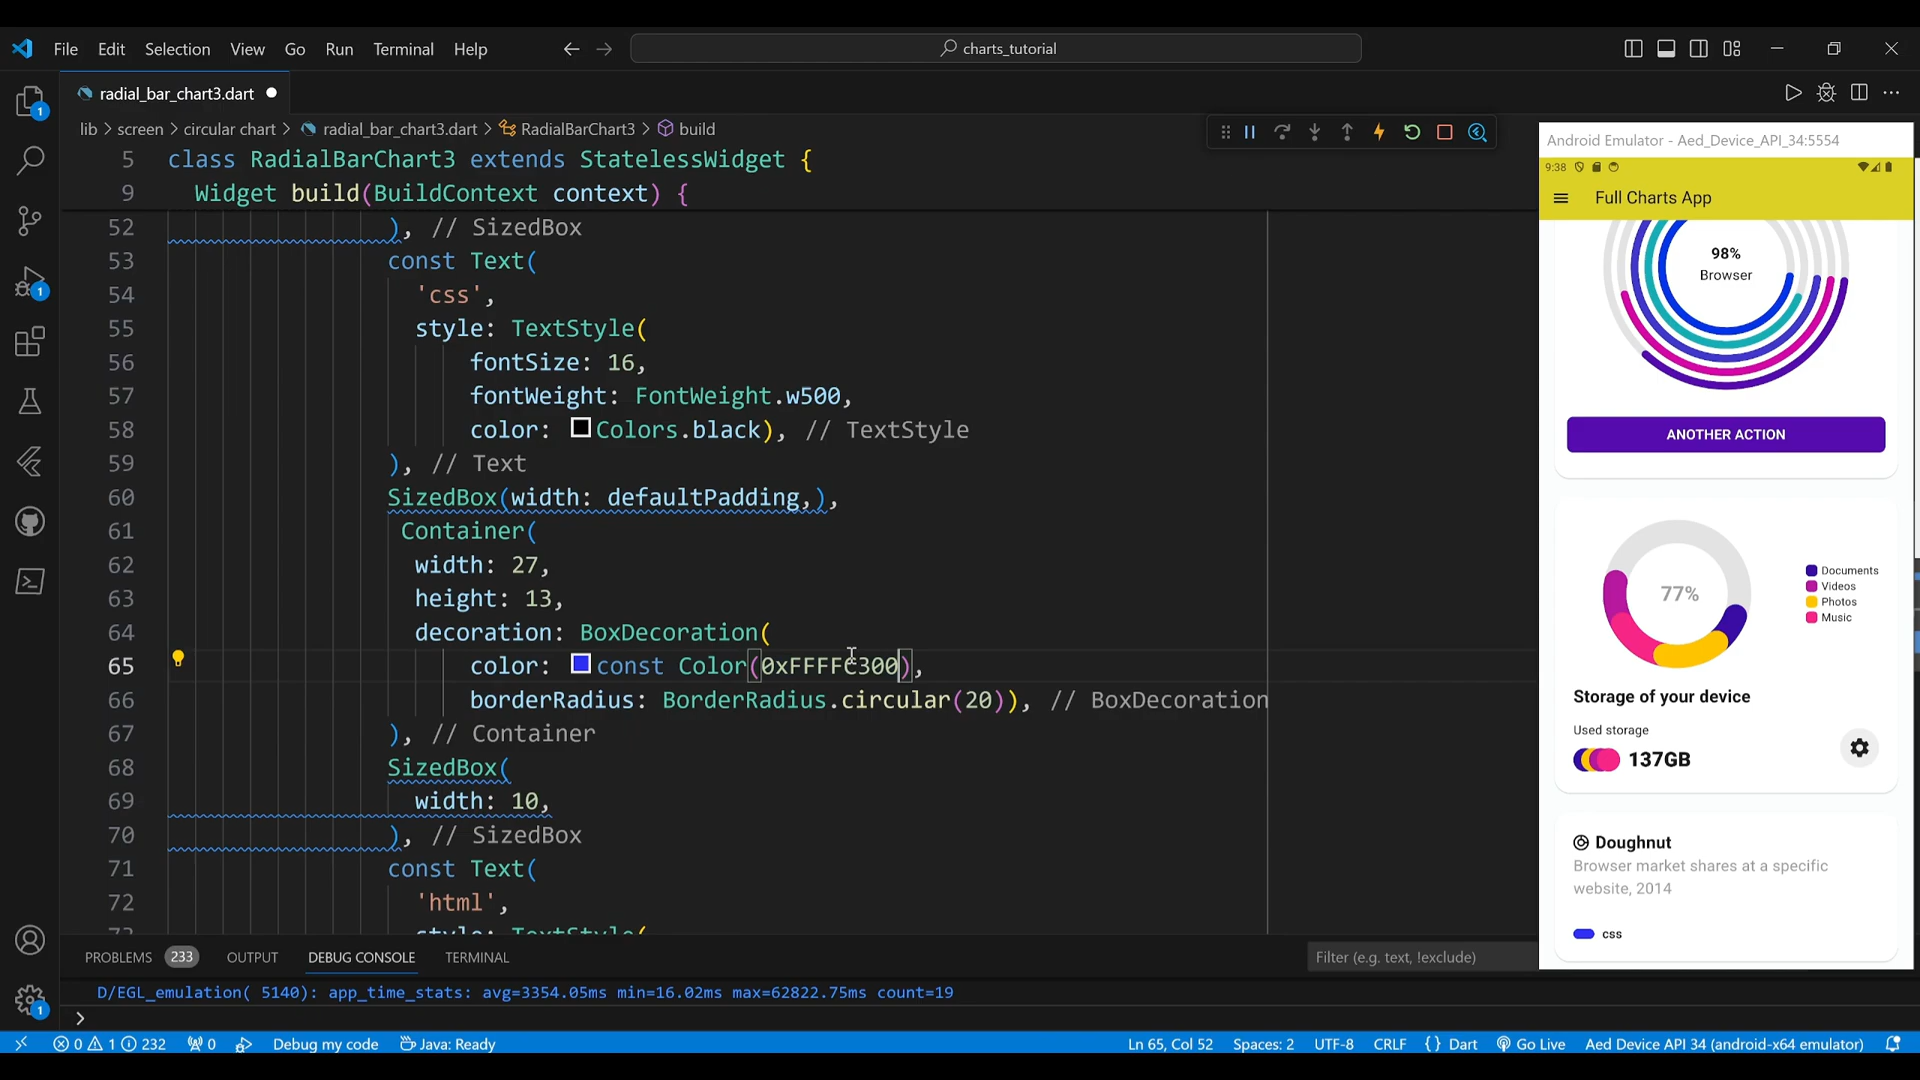 File Edit Selection View Go Run Terminal Help
charts_tutorial
radial_bar_chart3.dart
lib > screen > circular chart > radial_bar_chart3.dart > RadialBarChart3 > build
5 class RadialBarChart3 extends StatelessWidget {
9 Widget build(BuildContext context) {
52 ), // SizedBox
53 const Text(
54 'css',
55 style: TextStyle(
56 fontSize: 16,
57 fontWeight: FontWeight.w500,
58 color: Colors.black), // TextStyle
59 ), // Text
60 SizedBox(width: defaultPadding,),
61 Container(
62 width: 27,
63 height: 13,
64 decoration: BoxDecoration(
65 color: const Color(0xFFFFC300),
66 borderRadius: BorderRadius.circular(20)), // BoxDecoration
67 ), // Container
68 SizedBox(
69 width: 10,
70 ), // SizedBox
71 const Text(
72 'html',
73 style: TextStyle(
PROBLEMS 233 OUTPUT DEBUG CONSOLE TERMINAL
Filter (e.g. text, !exclude)
D/EGL_emulation( 5140): app_time_stats: avg=3354.05ms min=16.02ms max=62822.75ms count=19
>
0 1 232 0 Debug my code Java: Ready
Ln 65, Col 52 Spaces: 2 UTF-8 CRLF { } Dart Go Live Aed Device API 34 (android-x64 emulator)
1
1
1
Android Emulator - Aed_Device_API_34:5554
9:38
Full Charts App
98%
Browser
ANOTHER ACTION
77%
Documents
Videos
Photos
Music
Storage of your device
Used storage
137GB
Doughnut
Browser market shares at a specific
website, 2014
css